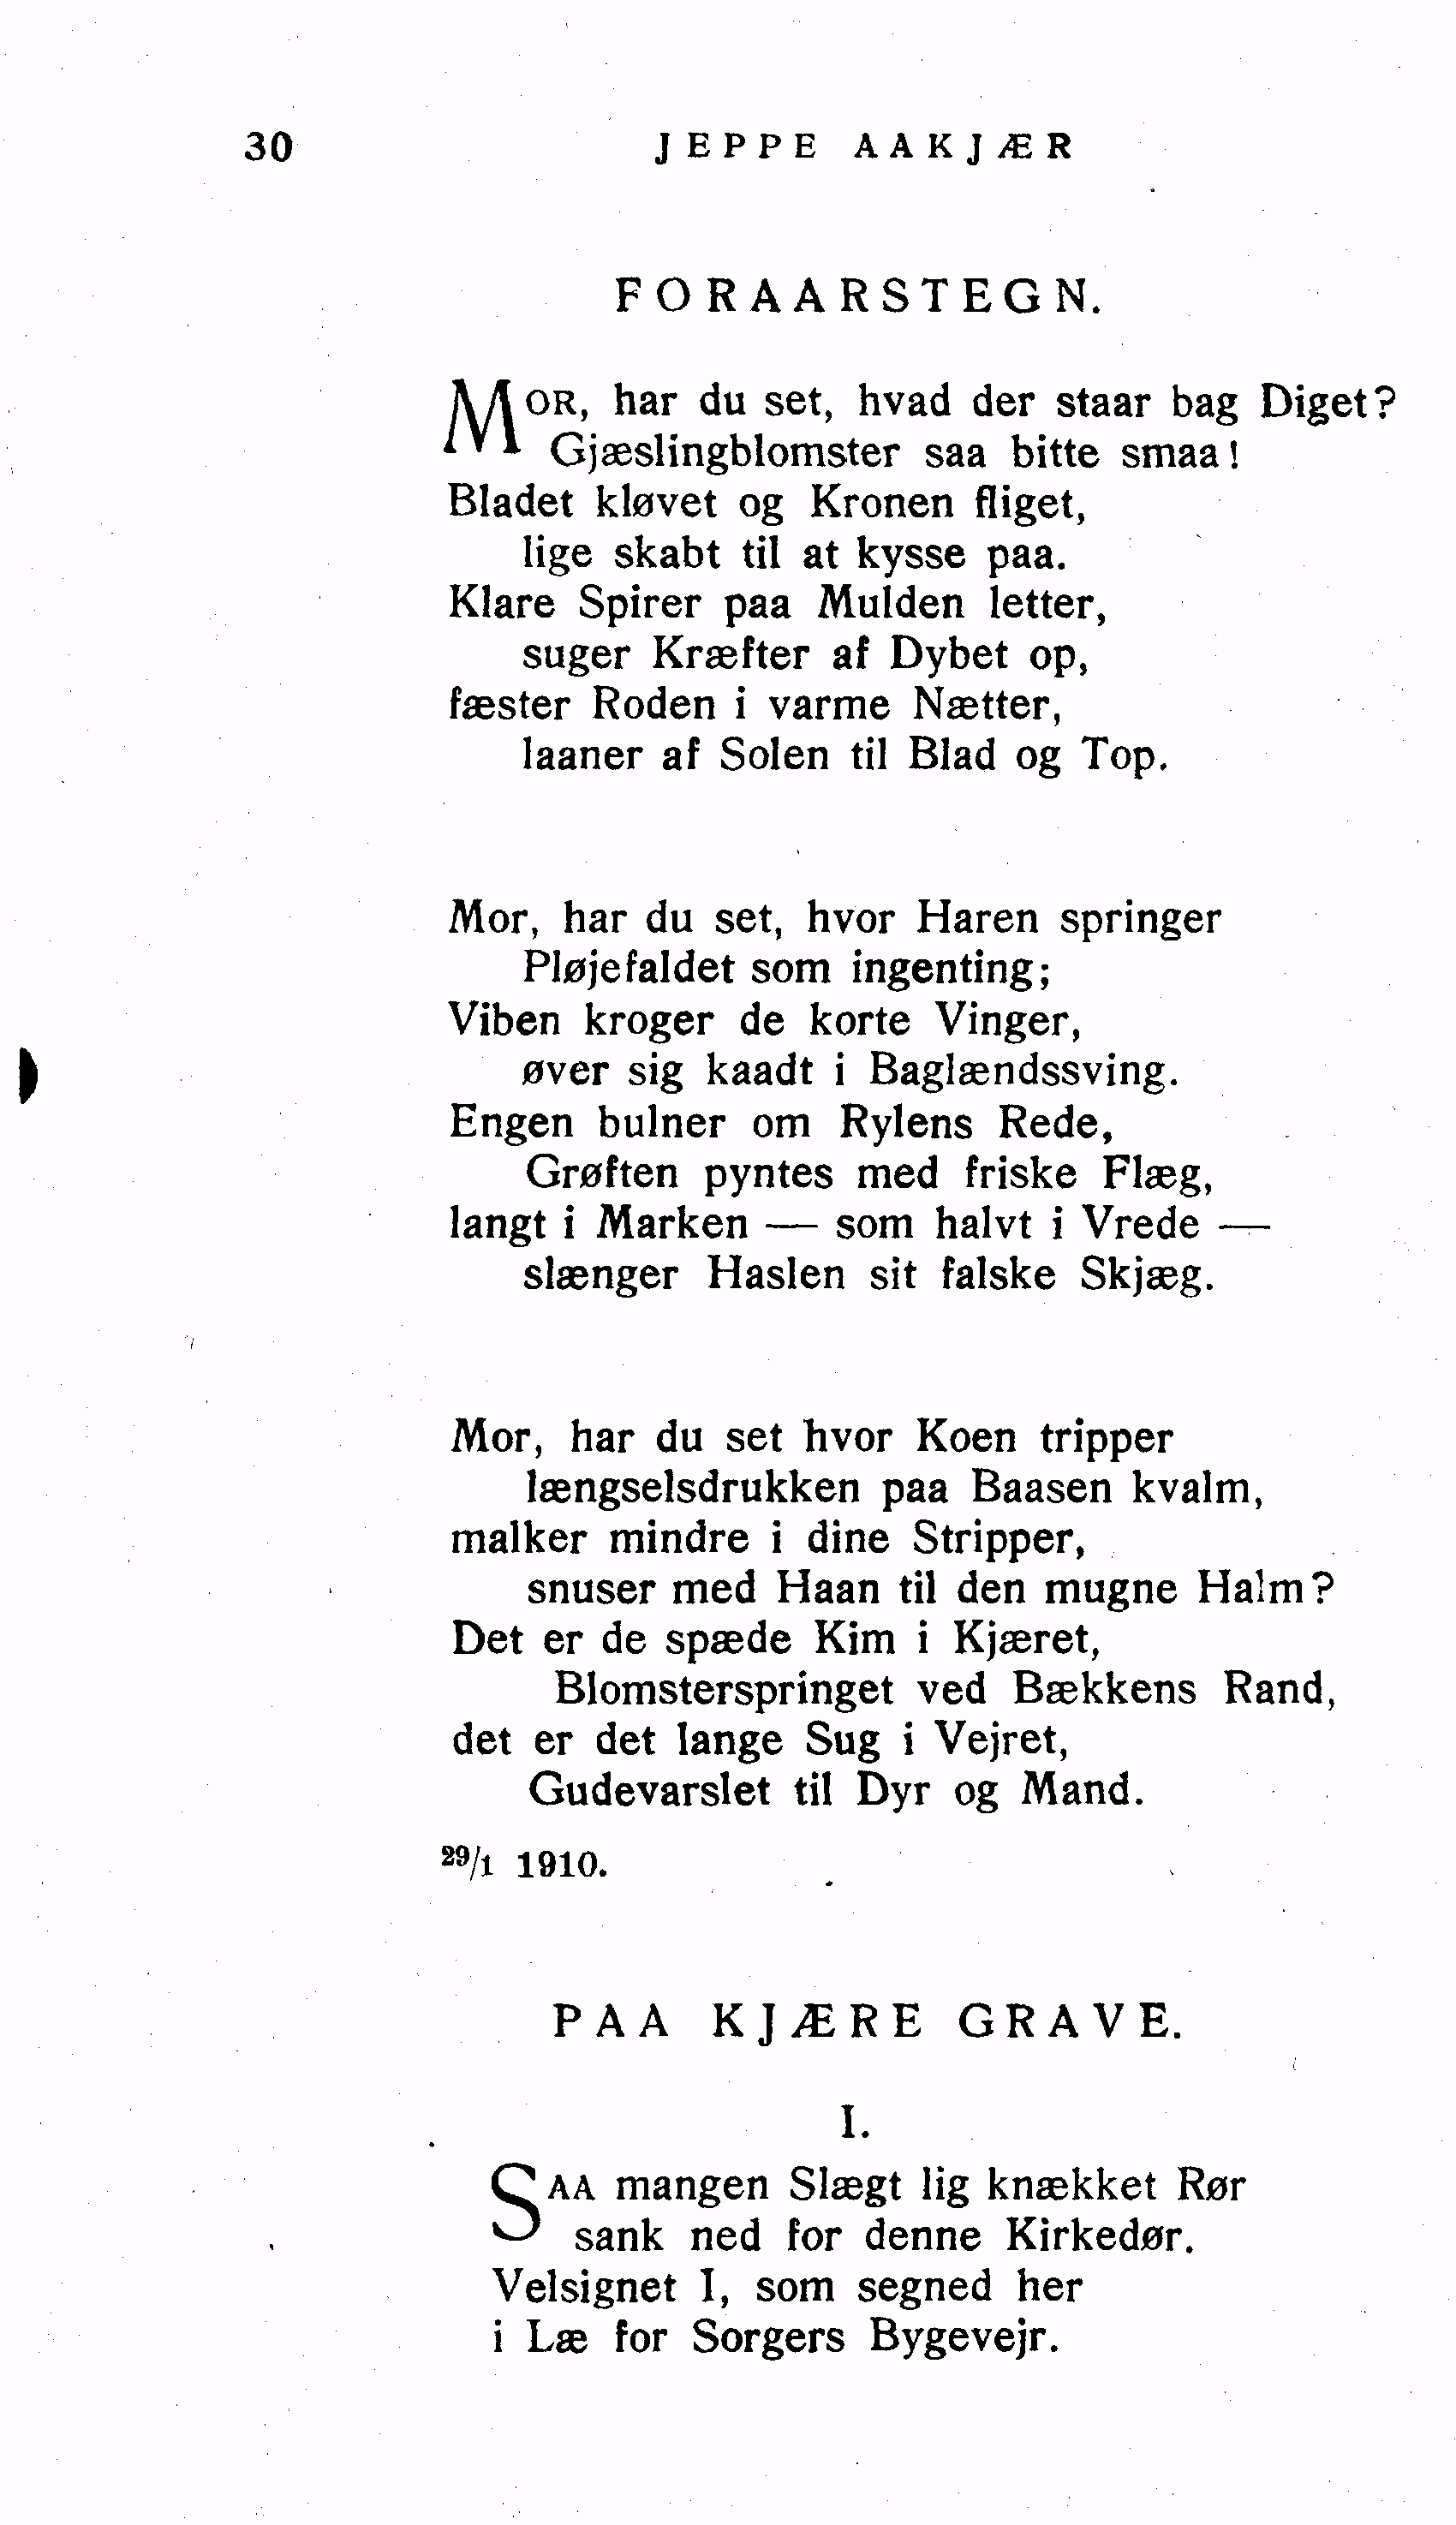 30 JEPPE AAKJÆR
FORAARSTEGN.
MOR, har du set, hvad der staar bag Diget?
Gjæslingblomster saa bitte smaa!
Bladet kløvet og Kronen fliget,
lige skabt til at kysse paa.
Klare Spirer paa Mulden letter,
suger Kræfter af Dybet op,
fæster Roden i varme Nætter,
laaner af Solen til Blad og Top.
Mor, har du set, hvor Haren springer
Pløjefaldet som ingenting;
Viben kroger de korte Vinger,
øver sig kaadt i Baglændssving.
Engen bulner om Rylens Rede,
Grøften pyntes med friske Flæg,
langt i Marken — som halvt i Vrede —
slænger Haslen sit falske Skjæg.
Mor, har du set hvor Koen tripper
længselsdrukken paa Baasen kvalm,
malker mindre i dine Stripper,
snuser med Haan til den mugne Halm?
Det er de spæde Kim i Kjæret,
Blomsterspringet ved Bækkens Rand,
det er det lange Sug i Vejret,
Gudevarslet til Dyr og Mand.
29/1 1910.
PAA KJÆRE GRAVE.
I.
SAA mangen Slægt lig knækket Rør
sank ned for denne Kirkedør.
Velsignet I, som segned her
i Læ for Sorgers Bygevejr.